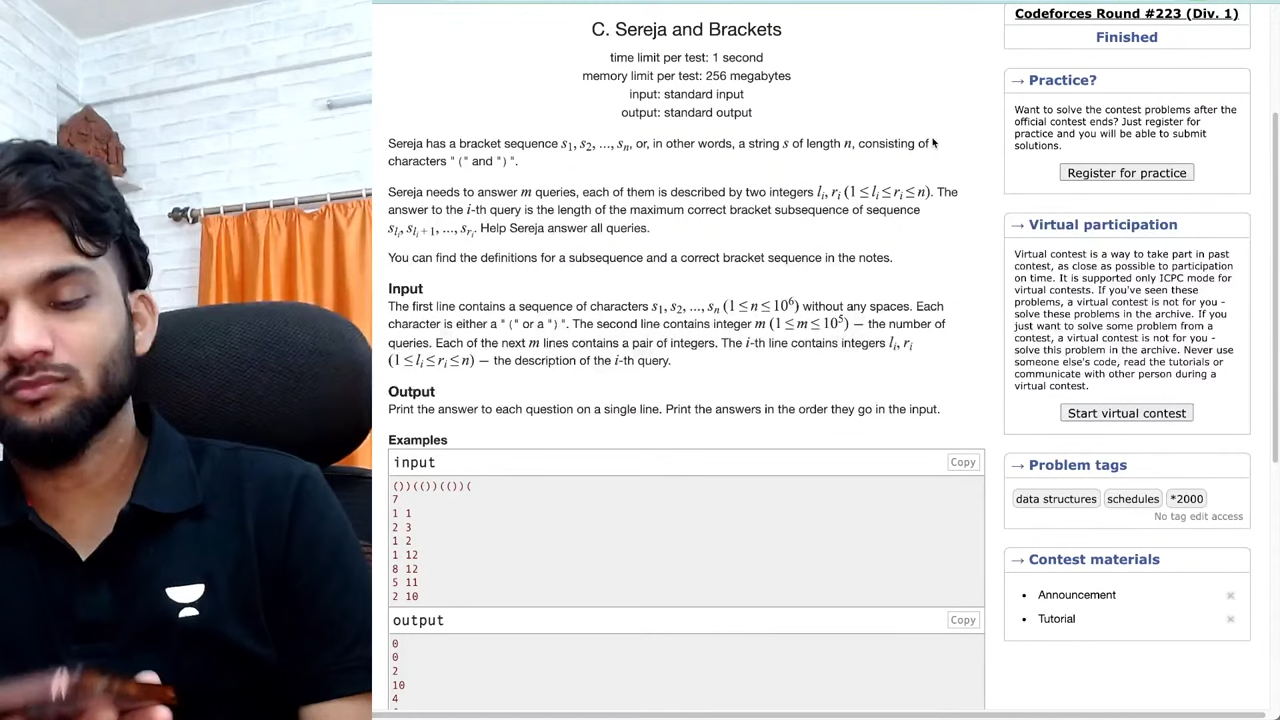 C. Sereja and Brackets
time limit per test: 1 second
memory limit per test: 256 megabytes
input: standard input
output: standard output
Sereja has a bracket sequence s1, s2, ..., sn, or, in other words, a string s of length n, consisting of
characters "(" and ")".
Sereja needs to answer m queries, each of them is described by two integers li, ri (1 ≤ li ≤ ri ≤ n). The
answer to the i-th query is the length of the maximum correct bracket subsequence of sequence
sli, sli + 1, ..., sri. Help Sereja answer all queries.
You can find the definitions for a subsequence and a correct bracket sequence in the notes.
Input
The first line contains a sequence of characters s1, s2, ..., sn (1 ≤ n ≤ 10^6) without any spaces. Each
character is either a "(" or a ")". The second line contains integer m (1 ≤ m ≤ 10^5) — the number of
queries. Each of the next m lines contains a pair of integers. The i-th line contains integers li, ri
(1 ≤ li ≤ ri ≤ n) — the description of the i-th query.
Output
Print the answer to each question on a single line. Print the answers in the order they go in the input.
Examples
input
Copy
())(())(())(
7
1 1
2 3
1 2
1 12
8 12
5 11
2 10
output
Copy
0
0
2
10
4
Codeforces Round #223 (Div. 1)
Finished
→ Practice?
Want to solve the contest problems after the
official contest ends? Just register for
practice and you will be able to submit
solutions.
Register for practice
→ Virtual participation
Virtual contest is a way to take part in past
contest, as close as possible to participation
on time. It is supported only ICPC mode for
virtual contests. If you've seen these
problems, a virtual contest is not for you -
solve these problems in the archive. If you
just want to solve some problem from a
contest, a virtual contest is not for you -
solve this problem in the archive. Never use
someone else's code, read the tutorials or
communicate with other person during a
virtual contest.
Start virtual contest
→ Problem tags
data structures
schedules
*2000
No tag edit access
→ Contest materials
Announcement
Tutorial